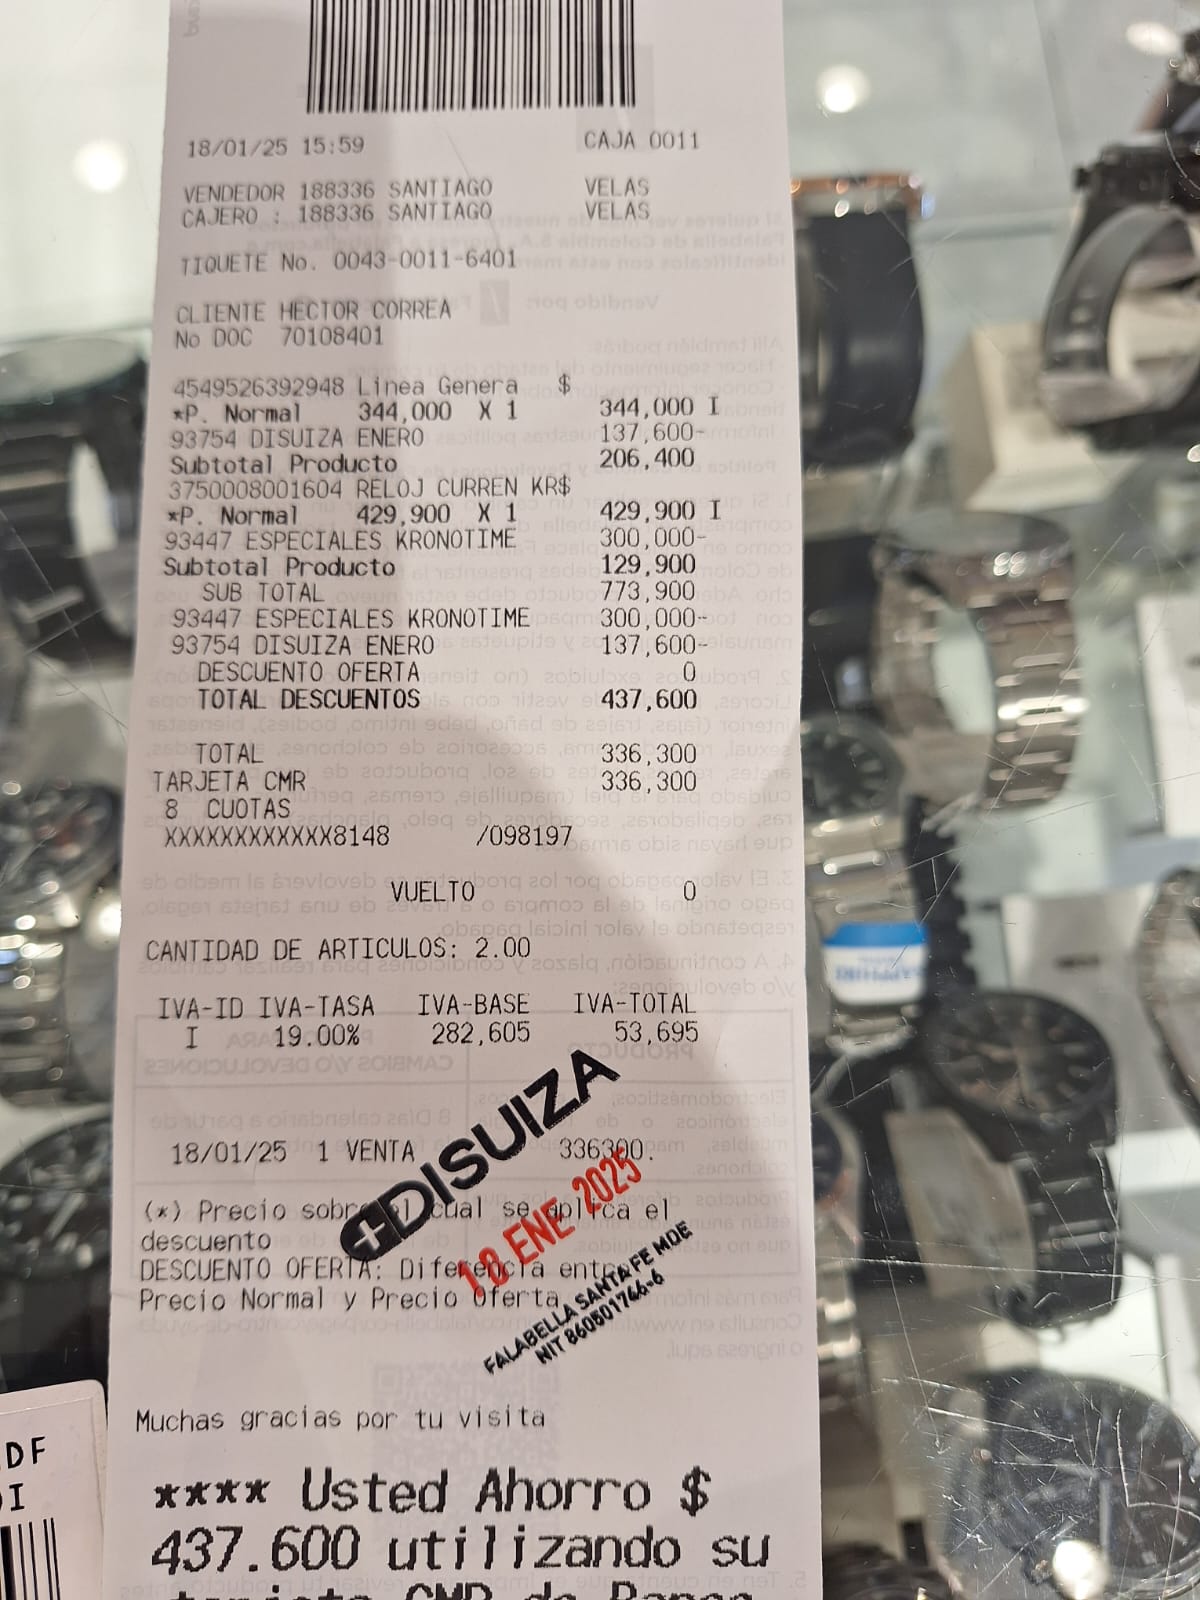 18/01/25 15:59 CAJA 0011
VENDEDOR 188336 SANTIAGO VELAS
CAJERO : 188336 SANTIAGO VELAS
TIQUETE No. 0043-0011-6401
CLIENTE HECTOR CORREA
No DOC 70108401
4549526392948 Linea Genera $
*P. Normal 344,000 X 1 344,000 I
93754 DISUIZA ENERO 137,600-
Subtotal Producto 206,400
3750008001604 RELOJ CURREN KR$
*P. Normal 429,900 X 1 429,900 I
93447 ESPECIALES KRONOTIME 300,000-
Subtotal Producto 129,900
SUB TOTAL 773,900
93447 ESPECIALES KRONOTIME 300,000-
93754 DISUIZA ENERO 137,600-
DESCUENTO OFERTA 0
TOTAL DESCUENTOS 437,600
TOTAL 336,300
TARJETA CMR 336,300
8 CUOTAS
XXXXXXXXXXXX8148 /098197
VUELTO 0
CANTIDAD DE ARTICULOS: 2.00
IVA-ID IVA-TASA IVA-BASE IVA-TOTAL
I 19.00% 282,605 53,695
18/01/25 1 VENTA 336300.
DISUIZA
18 ENE 2025
FALABELLA SANTA FE MDE
NIT 860501766-6
(*) Precio sobre el cual se aplica el
descuento
DESCUENTO OFERTA: Diferencia entre
Precio Normal y Precio Oferta
Muchas gracias por tu visita
**** Usted Ahorro $
437.600 utilizando su
tarjeta CMR de Banco
DF